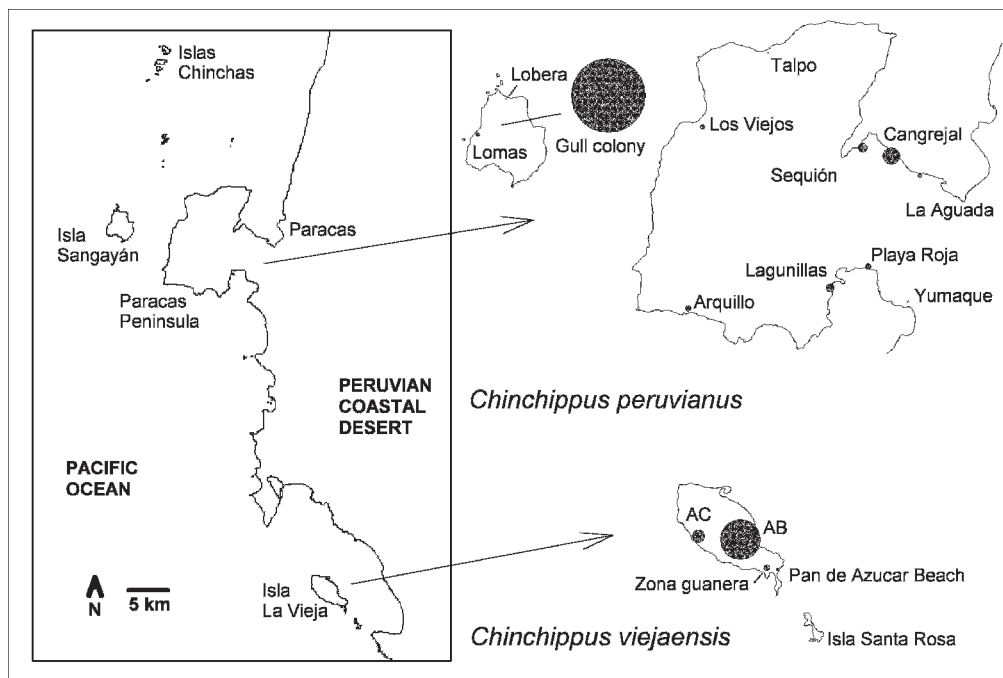 Islas
Chinchas
Isla
Sangayán
Paracas
Paracas
Peninsula
PERUVIAN
COASTAL
DESERT
PACIFIC
OCEAN
N
5 km
Isla
La Vieja
Lobera
Lomas
Gull colony
Talpo
Los Viejos
Cangrejal
Sequión
La Aguada
Playa Roja
Lagunillas
Yumaque
Arquillo
Chinchippus peruvianus
AC
AB
Zona guanera
Pan de Azucar Beach
Chinchippus viejaensis
Isla Santa Rosa